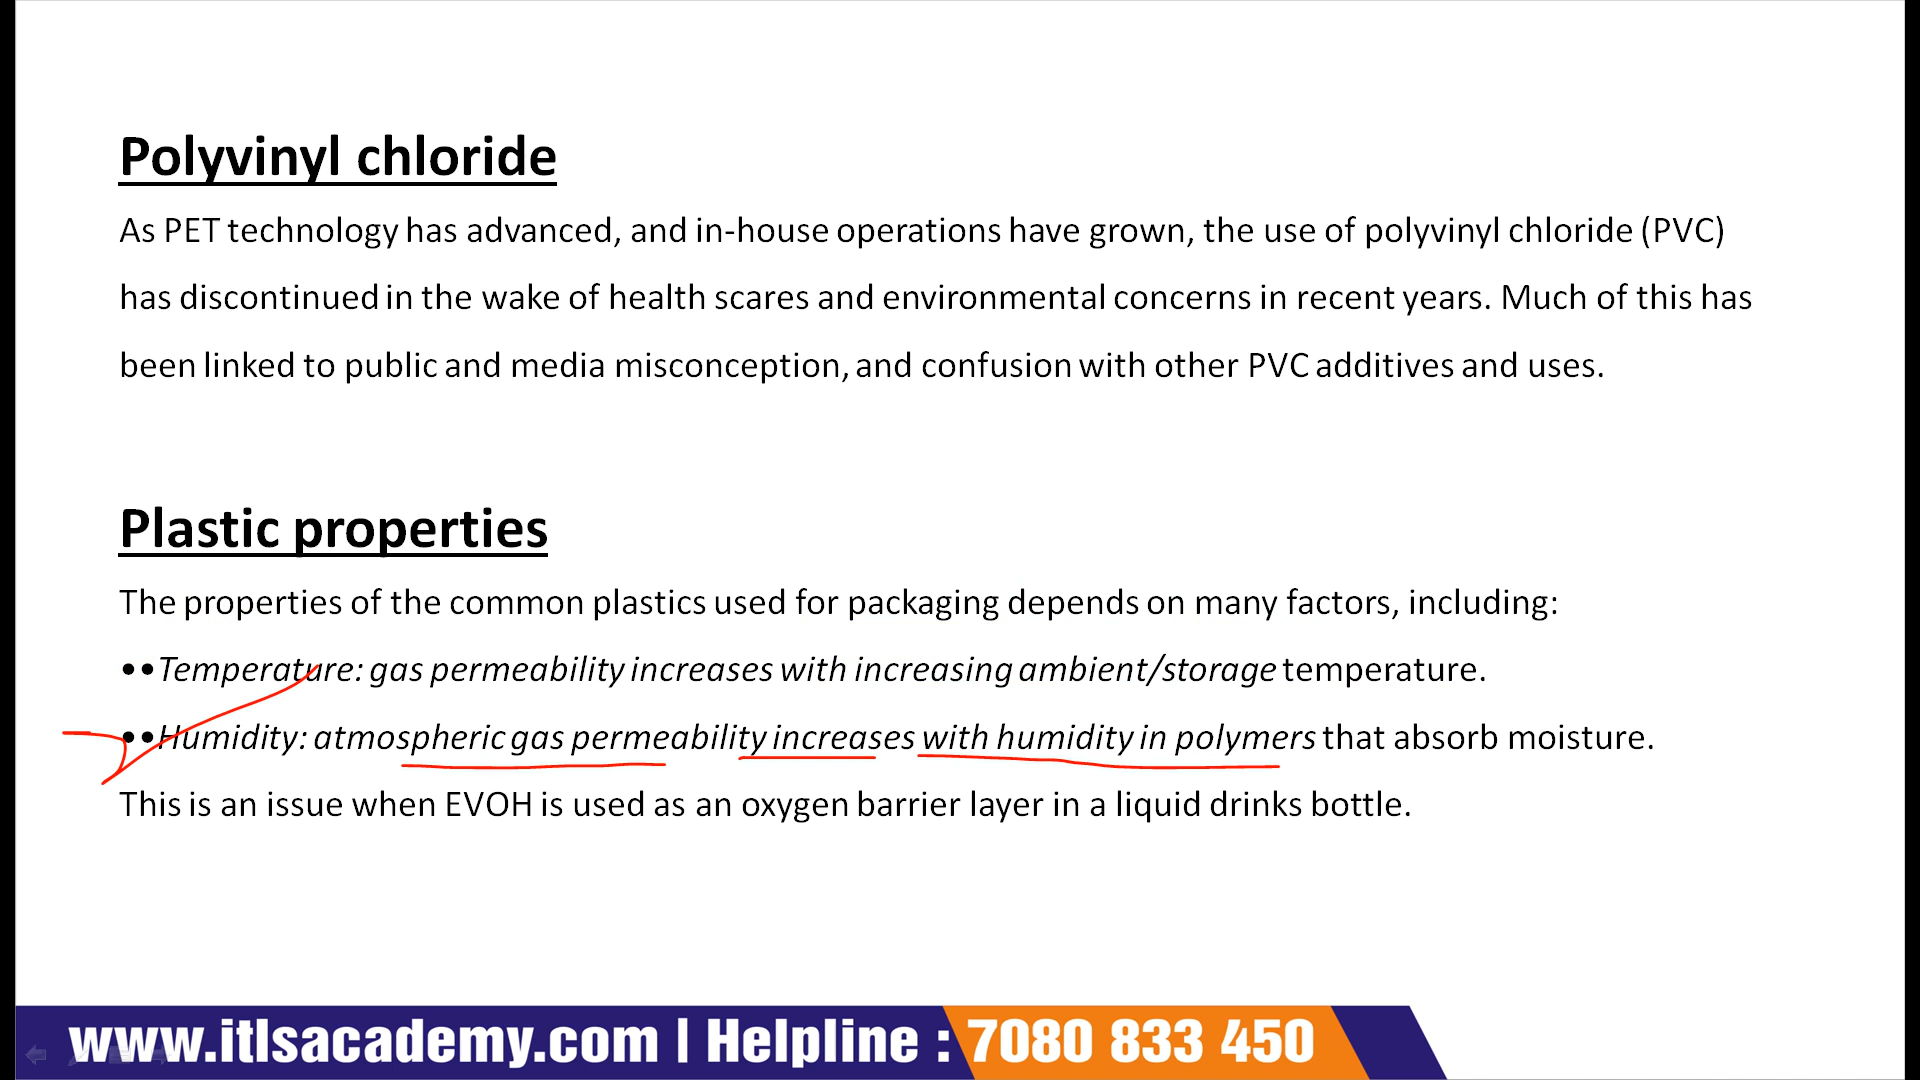 Polyvinyl chloride
As PET technology has advanced, and in-house operations have grown, the use of polyvinyl chloride (PVC)
has discontinued in the wake of health scares and environmental concerns in recent years. Much of this has
been linked to public and media misconception, and confusion with other PVC additives and uses.
Plastic properties
The properties of the common plastics used for packaging depends on many factors, including:
••Temperature: gas permeability increases with increasing ambient/storage temperature.
••Humidity: atmospheric gas permeability increases with humidity in polymers that absorb moisture.
This is an issue when EVOH is used as an oxygen barrier layer in a liquid drinks bottle.
www.itlsacademy.com | Helpline : 7080 833 450